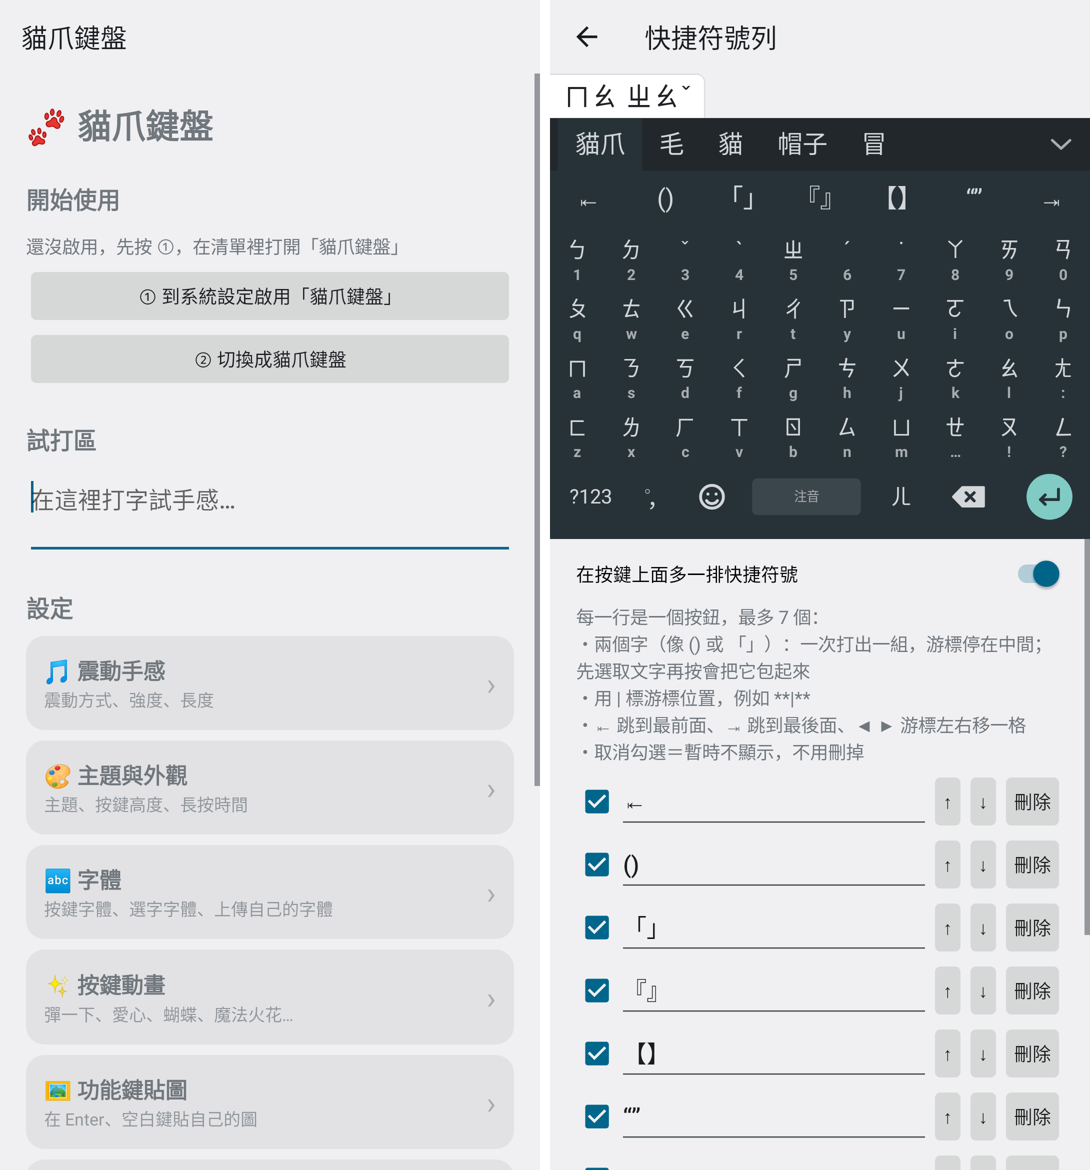 貓爪鍵盤
🐾 貓爪鍵盤
開始使用
還沒啟用，先按 ①，在清單裡打開「貓爪鍵盤」
① 到系統設定啟用「貓爪鍵盤」
② 切換成貓爪鍵盤
試打區
在這裡打字試手感…
設定
🎵 震動手感
震動方式、強度、長度
🎨 主題與外觀
主題、按鍵高度、長按時間
🔤 字體
按鍵字體、選字字體、上傳自己的字體
✨ 按鍵動畫
彈一下、愛心、蝴蝶、魔法火花…
🖼️ 功能鍵貼圖
在 Enter、空白鍵貼自己的圖
← 快捷符號列
ㄇㄠ ㄓㄠˇ
貓爪 毛 貓 帽子 冒
⇤ () 「」 『』 【】 “” ⇥
ㄅ ㄉ ˇ ˋ ㄓ ˊ ˙ ㄚ ㄞ ㄢ
1 2 3 4 5 6 7 8 9 0
ㄆ ㄊ ㄍ ㄐ ㄔ ㄗ ㄧ ㄛ ㄟ ㄣ
q w e r t y u i o p
ㄇ ㄋ ㄎ ㄑ ㄕ ㄘ ㄨ ㄜ ㄠ ㄤ
a s d f g h j k l :
ㄈ ㄌ ㄏ ㄒ ㄖ ㄙ ㄩ ㄝ ㄡ ㄥ
z x c v b n m … ! ?
?123 °, 注音 ㄦ
在按鍵上面多一排快捷符號
每一行是一個按鈕，最多 7 個：
・兩個字（像 () 或 「」）：一次打出一組，游標停在中間；
先選取文字再按會把它包起來
・用 | 標游標位置，例如 **|**
・⇤ 跳到最前面、⇥ 跳到最後面、◀ ▶ 游標左右移一格
・取消勾選＝暫時不顯示，不用刪掉
⇤ ↑ ↓ 刪除
() ↑ ↓ 刪除
「」 ↑ ↓ 刪除
『』 ↑ ↓ 刪除
【】 ↑ ↓ 刪除
“” ↑ ↓ 刪除